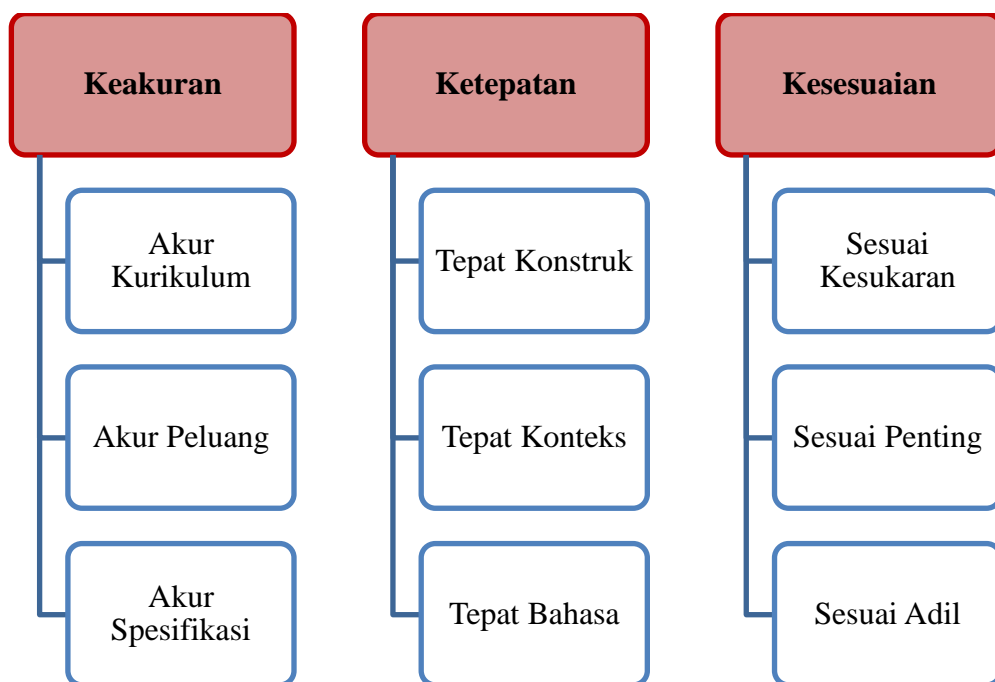 Keakuran
Akur
Kurikulum
Akur Peluang
Akur
Spesifikasi
Ketepatan
Tepat Konstruk
Tepat Konteks
Tepat Bahasa
Kesesuaian
Sesuai
Kesukaran
Sesuai Penting
Sesuai Adil